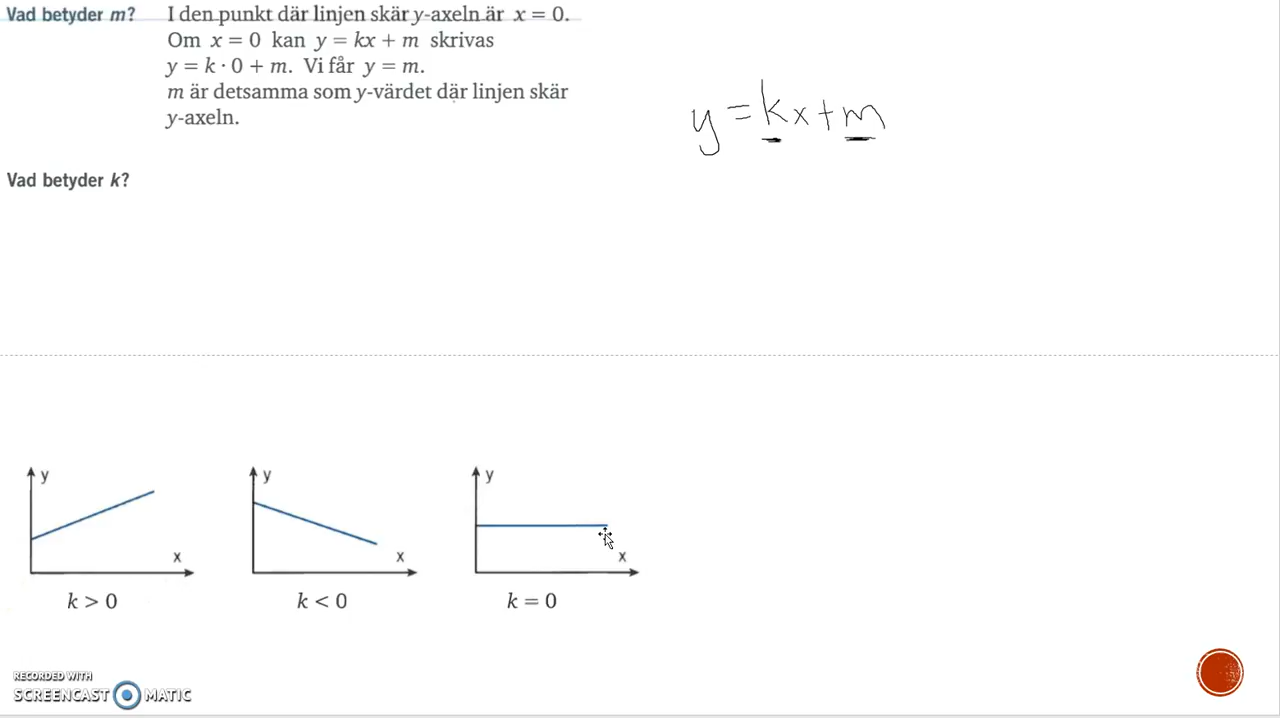 Vad betyder m? I den punkt där linjen skär y-axeln är x = 0.
Om x = 0 kan y = kx + m skrivas
y = k · 0 + m. Vi får y = m.
m är detsamma som y-värdet där linjen skär
y-axeln.
y = kx + m
Vad betyder k?
y
x
k > 0
y
x
k < 0
y
x
k = 0
RECORDED WITH
SCREENCAST MATIC